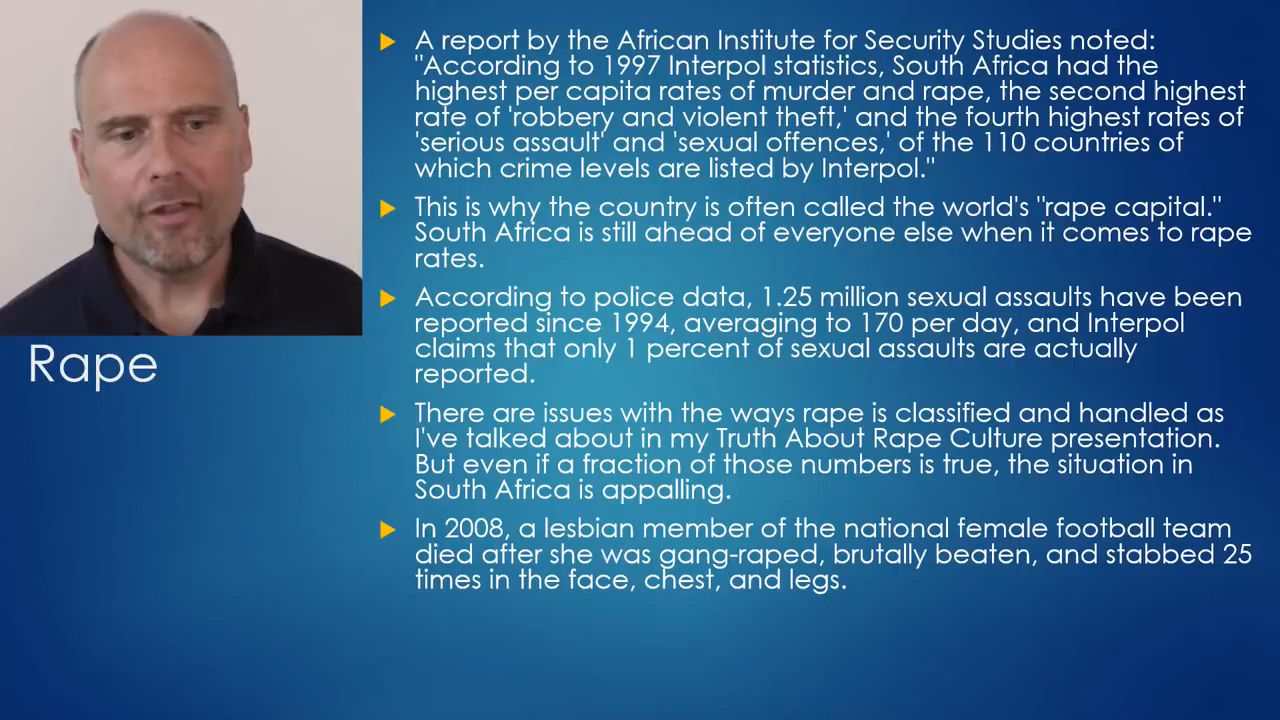 A report by the African Institute for Security Studies noted:
"According to 1997 Interpol statistics, South Africa had the
highest per capita rates of murder and rape, the second highest
rate of 'robbery and violent theft,' and the fourth highest rates of
'serious assault' and 'sexual offences,' of the 110 countries of
which crime levels are listed by Interpol."
This is why the country is often called the world's "rape capital."
South Africa is still ahead of everyone else when it comes to rape
rates.
According to police data, 1.25 million sexual assaults have been
reported since 1994, averaging to 170 per day, and Interpol
claims that only 1 percent of sexual assaults are actually
reported.
There are issues with the ways rape is classified and handled as
I've talked about in my Truth About Rape Culture presentation.
But even if a fraction of those numbers is true, the situation in
South Africa is appalling.
In 2008, a lesbian member of the national female football team
died after she was gang-raped, brutally beaten, and stabbed 25
times in the face, chest, and legs.
Rape